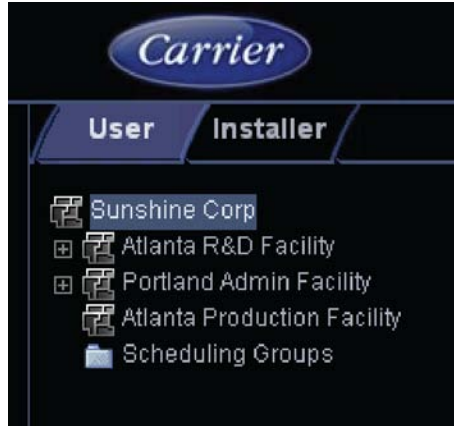 Carrier
User Installer
Sunshine Corp
Atlanta R&D Facility
Portland Admin Facility
Atlanta Production Facility
Scheduling Groups